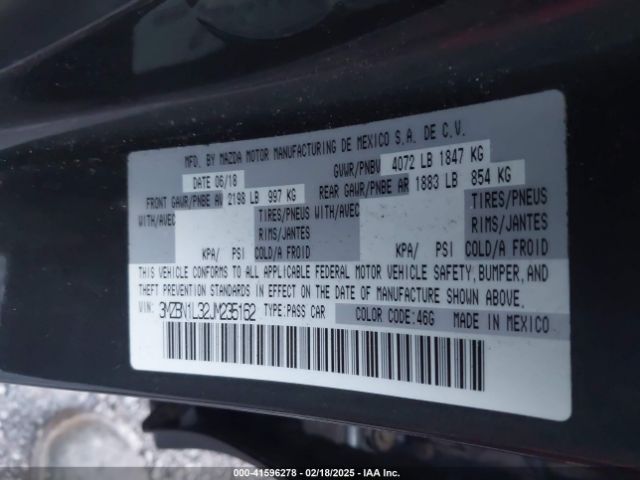 MFD. BY MAZDA MOTOR MANUFACTURING DE MEXICO S.A. DE C.V.
DATE 06/18 GVWR/PNBV 4072 LB 1847 KG
FRONT GAWR/PNBE AV 2198 LB 997 KG REAR GAWR/PNBE AR 1883 LB 854 KG
WITH/AVEC TIRES/PNEUS WITH/AVEC TIRES/PNEUS
RIMS/JANTES RIMS/JANTES
KPA/ PSI COLD/A FROID KPA/ PSI COLD/A FROID
THIS VEHICLE CONFORMS TO ALL APPLICABLE FEDERAL MOTOR VEHICLE SAFETY, BUMPER, AND
THEFT PREVENTION STANDARDS IN EFFECT ON THE DATE OF MANUFACTURE SHOWN ABOVE.
VIN: 3MZBN1L32JM235162 TYPE: PASS CAR COLOR CODE: 46G MADE IN MEXICO
000-41596278 - 02/18/2025 - IAA Inc.